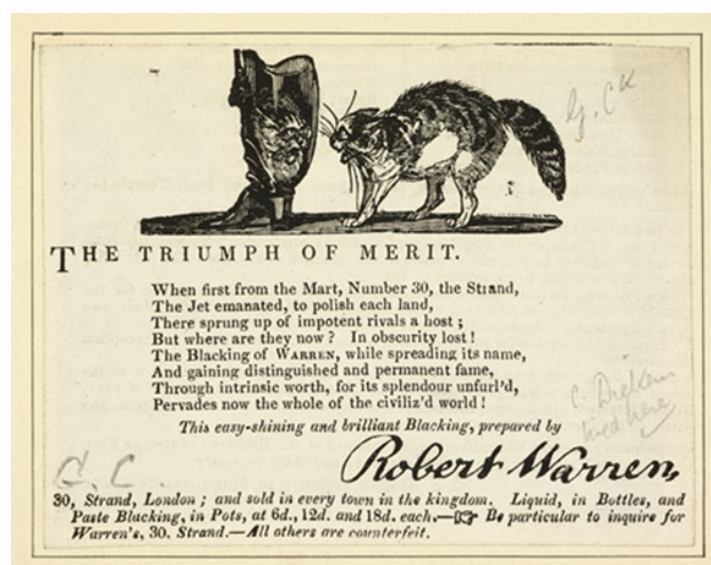 G. CK
THE TRIUMPH OF MERIT.
When first from the Mart, Number 30, the Strand,
The Jet emanated, to polish each land,
There sprung up of impotent rivals a host ;
But where are they now ? In obscurity lost !
The Blacking of WARREN, while spreading its name,
And gaining distinguished and permanent fame,
Through intrinsic worth, for its splendour unfurl'd,
Pervades now the whole of the civiliz'd world !
C. Dickens
lived here
This easy-shining and brilliant Blacking, prepared by
G. C.
Robert Warren,
30, Strand, London ; and sold in every town in the kingdom. Liquid, in Bottles, and
Paste Blacking, in Pots, at 6d., 12d. and 18d. each.—☞ Be particular to inquire for
Warren's, 30. Strand.—All others are counterfeit.